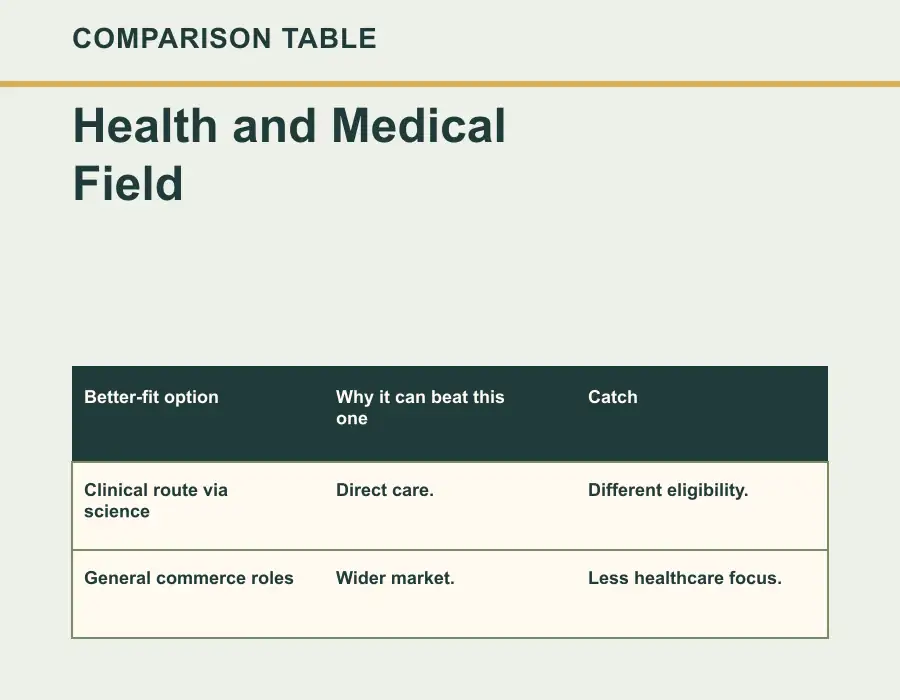 COMPARISON TABLE
Health and Medical
Field
Better-fit option
Why it can beat this
one
Catch
Clinical route via
science
Direct care.
Different eligibility.
General commerce roles
Wider market.
Less healthcare focus.